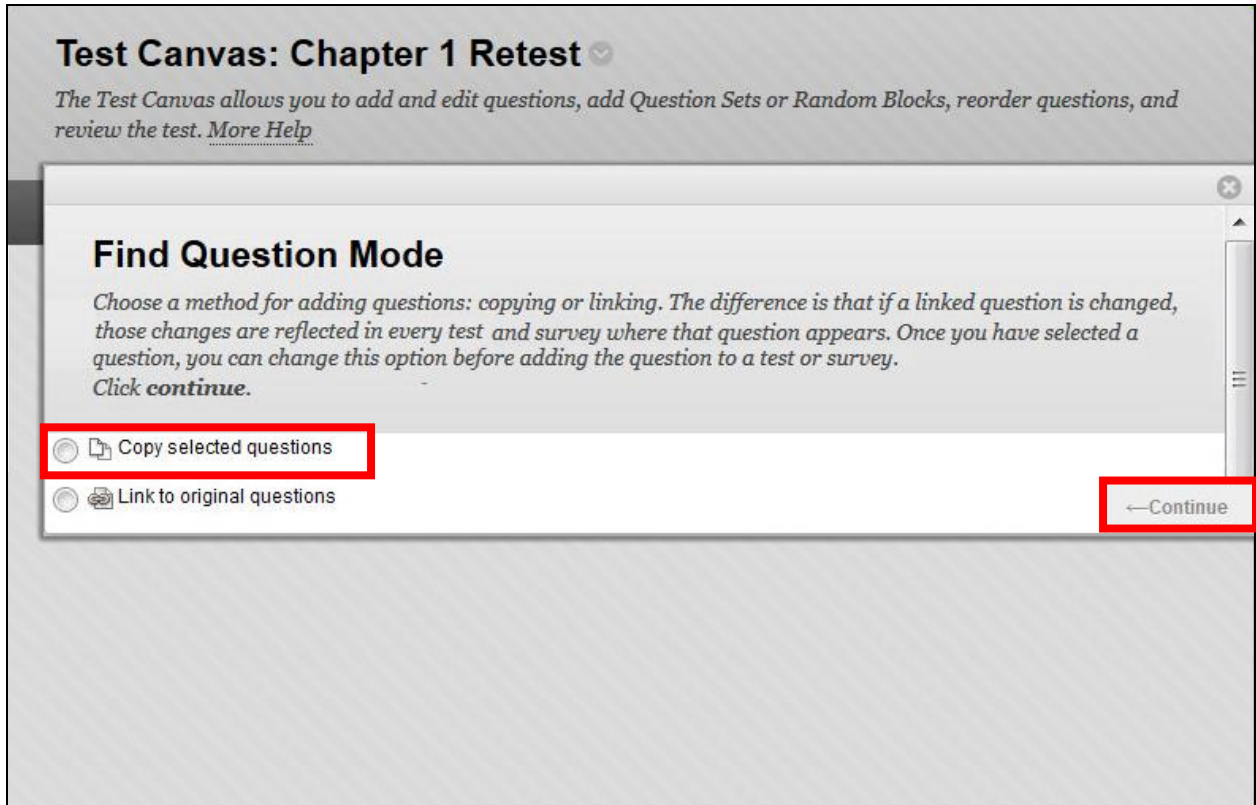 Test Canvas: Chapter 1 Retest
The Test Canvas allows you to add and edit questions, add Question Sets or Random Blocks, reorder questions, and
review the test. More Help
Find Question Mode
Choose a method for adding questions: copying or linking. The difference is that if a linked question is changed,
those changes are reflected in every test and survey where that question appears. Once you have selected a
question, you can change this option before adding the question to a test or survey.
Click continue.
Copy selected questions
Link to original questions
←Continue